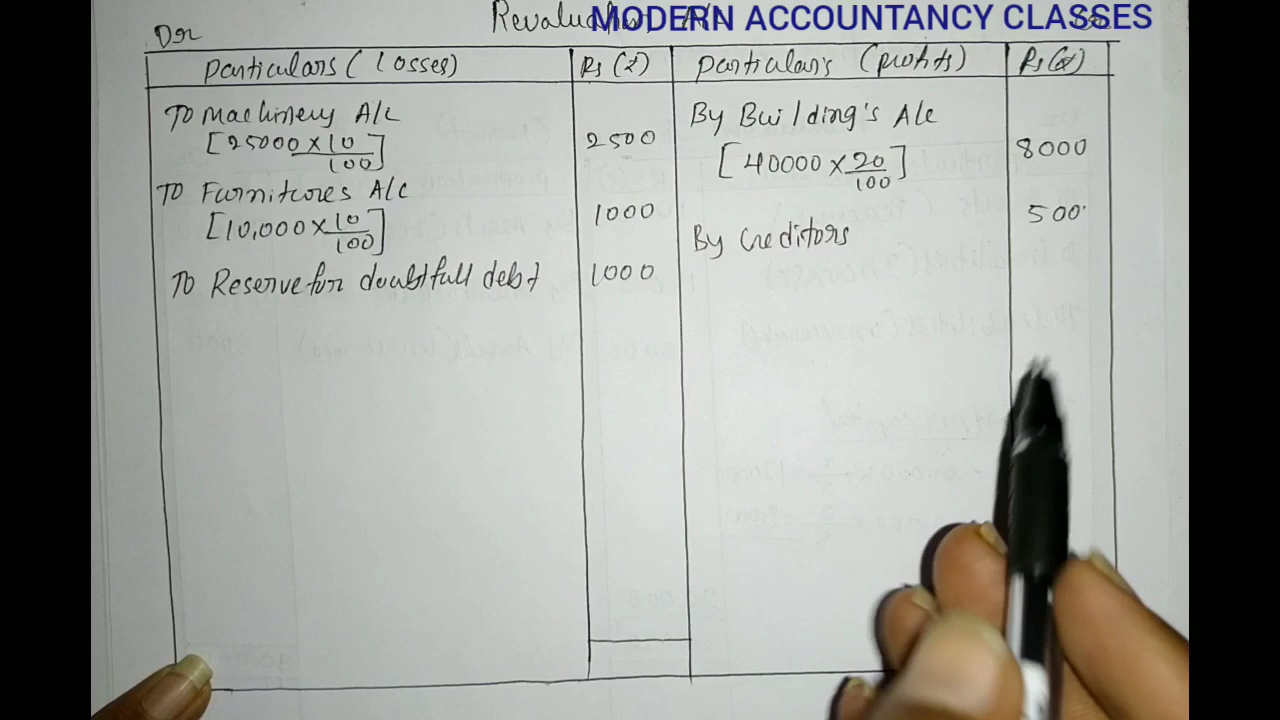 MODERN ACCOUNTANCY CLASSES
Dr
Particulars (Losses) Rs (₹) Particulars (profits) Rs (₹)
To Machinery A/c
[25000 × 10/100] 2500
To Furnitures A/c
[10,000 × 10/100] 1000
To Reserve for doubtfull debt 1000
By Building's A/c
[40000 × 20/100] 8000
By Creditors 500